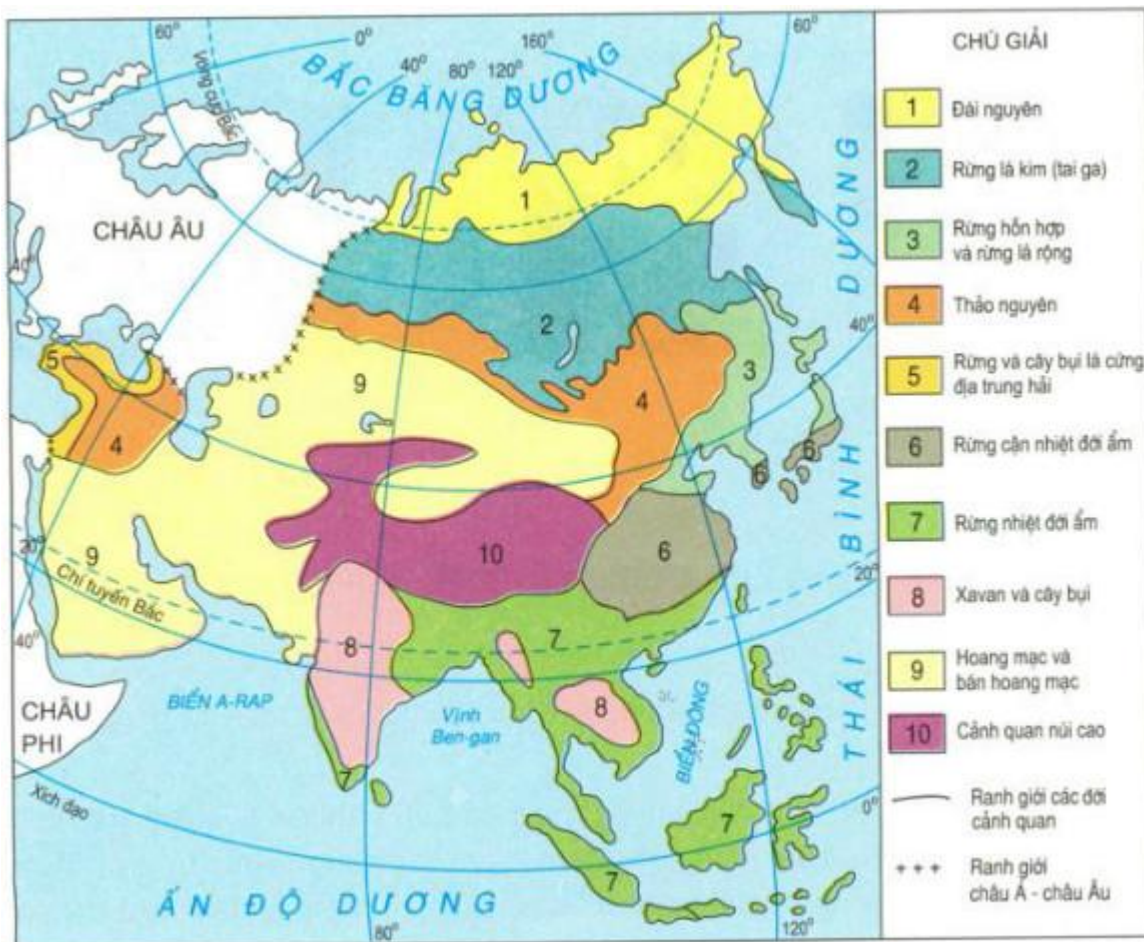 60°
0°
40°
80°
120°
160°
60°
BẮC BĂNG DƯƠNG
Vòng cực Bắc
CHÂU ÂU
40°
1
2
3
4
5
4
9
10
6
6
6
9
Chí tuyến Bắc
20°
40°
CHÂU
PHI
BIỂN A-RAP
Vịnh
Ben-gan
BIỂN ĐÔNG
7
8
8
7
7
7
Xích đạo
ẤN ĐỘ DƯƠNG
80°
120°
0°
20°
40°
THÁI BÌNH DƯƠNG
CHÚ GIẢI
1 Đài nguyên
2 Rừng lá kim (tai ga)
3 Rừng hỗn hợp
và rừng lá rộng
4 Thảo nguyên
5 Rừng và cây bụi lá cứng
địa trung hải
6 Rừng cận nhiệt đới ẩm
7 Rừng nhiệt đới ẩm
8 Xavan và cây bụi
9 Hoang mạc và
bán hoang mạc
10 Cảnh quan núi cao
Ranh giới các đới
cảnh quan
+++ Ranh giới
châu Á - châu Âu